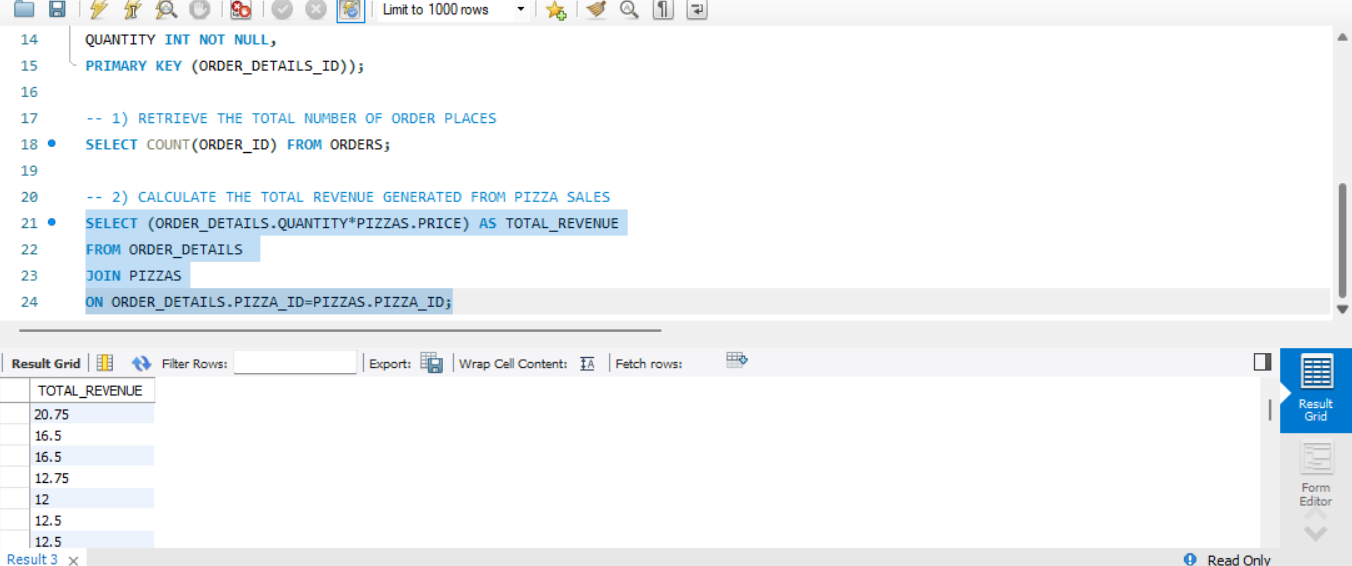 Limit to 1000 rows
14 QUANTITY INT NOT NULL,
15 PRIMARY KEY (ORDER_DETAILS_ID));
16
17 -- 1) RETRIEVE THE TOTAL NUMBER OF ORDER PLACES
18 SELECT COUNT(ORDER_ID) FROM ORDERS;
19
20 -- 2) CALCULATE THE TOTAL REVENUE GENERATED FROM PIZZA SALES
21 SELECT (ORDER_DETAILS.QUANTITY*PIZZAS.PRICE) AS TOTAL_REVENUE
22 FROM ORDER_DETAILS
23 JOIN PIZZAS
24 ON ORDER_DETAILS.PIZZA_ID=PIZZAS.PIZZA_ID;
Result Grid Filter Rows: Export: Wrap Cell Content: Fetch rows:
TOTAL_REVENUE
20.75
16.5
16.5
12.75
12
12.5
12.5
Result
Grid
Form
Editor
Result 3 Read Only